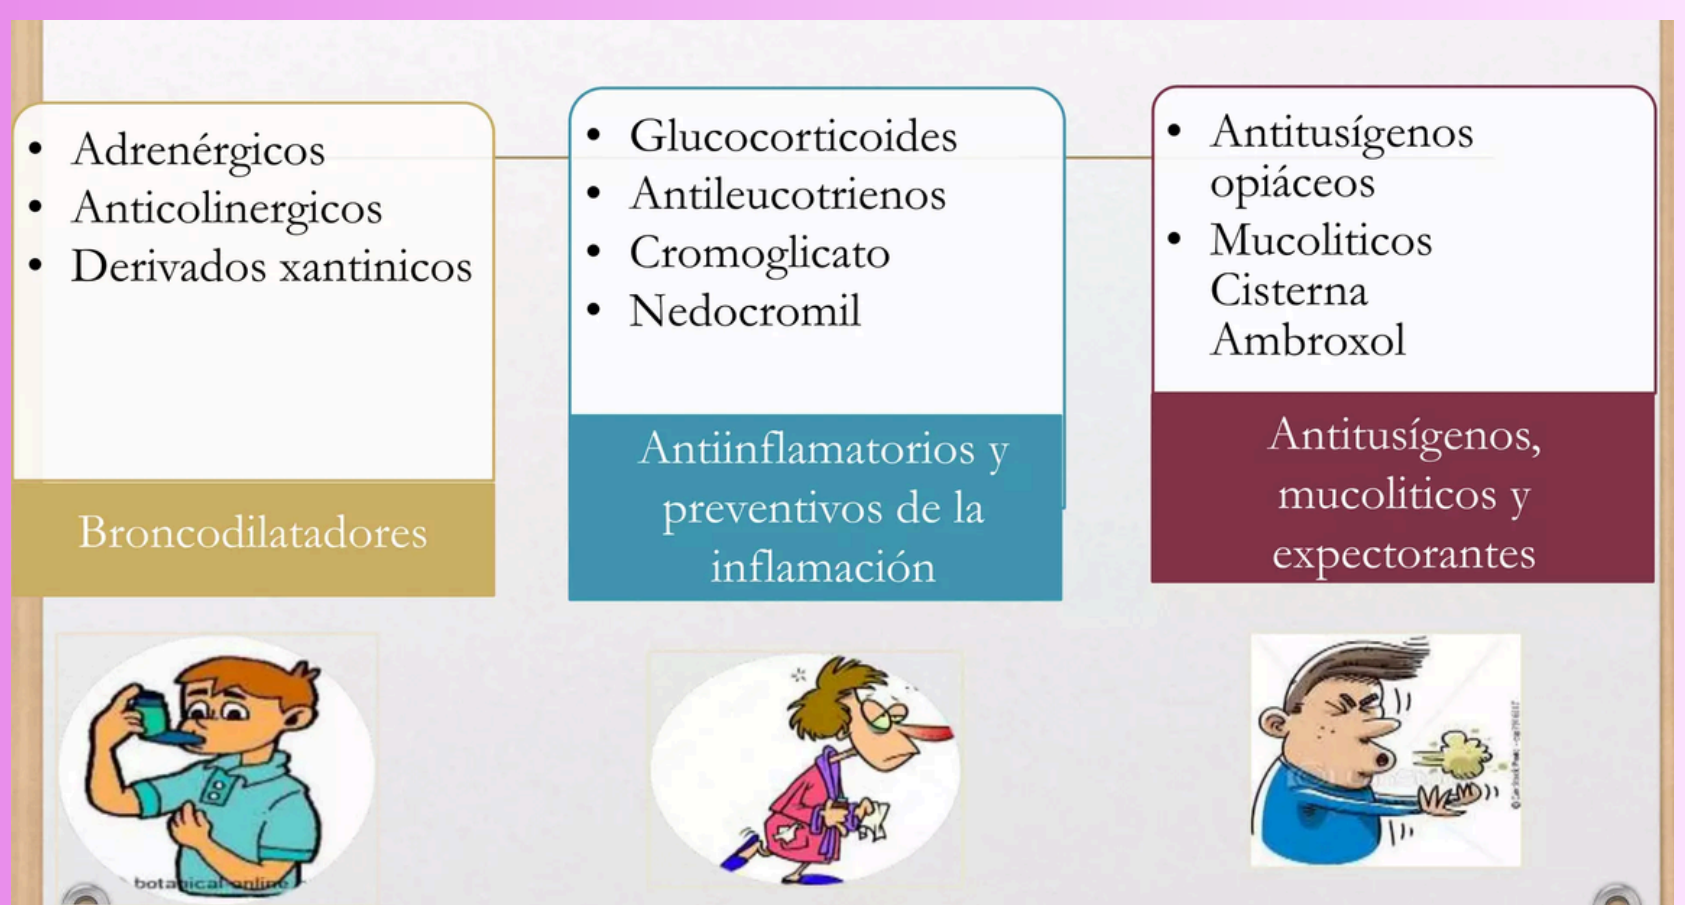 • Adrenérgicos
• Anticolinergicos
• Derivados xantinicos
Broncodilatadores
• Glucocorticoides
• Antileucotrienos
• Cromoglicato
• Nedocromil
Antiinflamatorios y
preventivos de la
inflamación
• Antitusígenos
opiáceos
• Mucoliticos
Cisterna
Ambroxol
Antitusígenos,
mucoliticos y
expectorantes
botanical-online